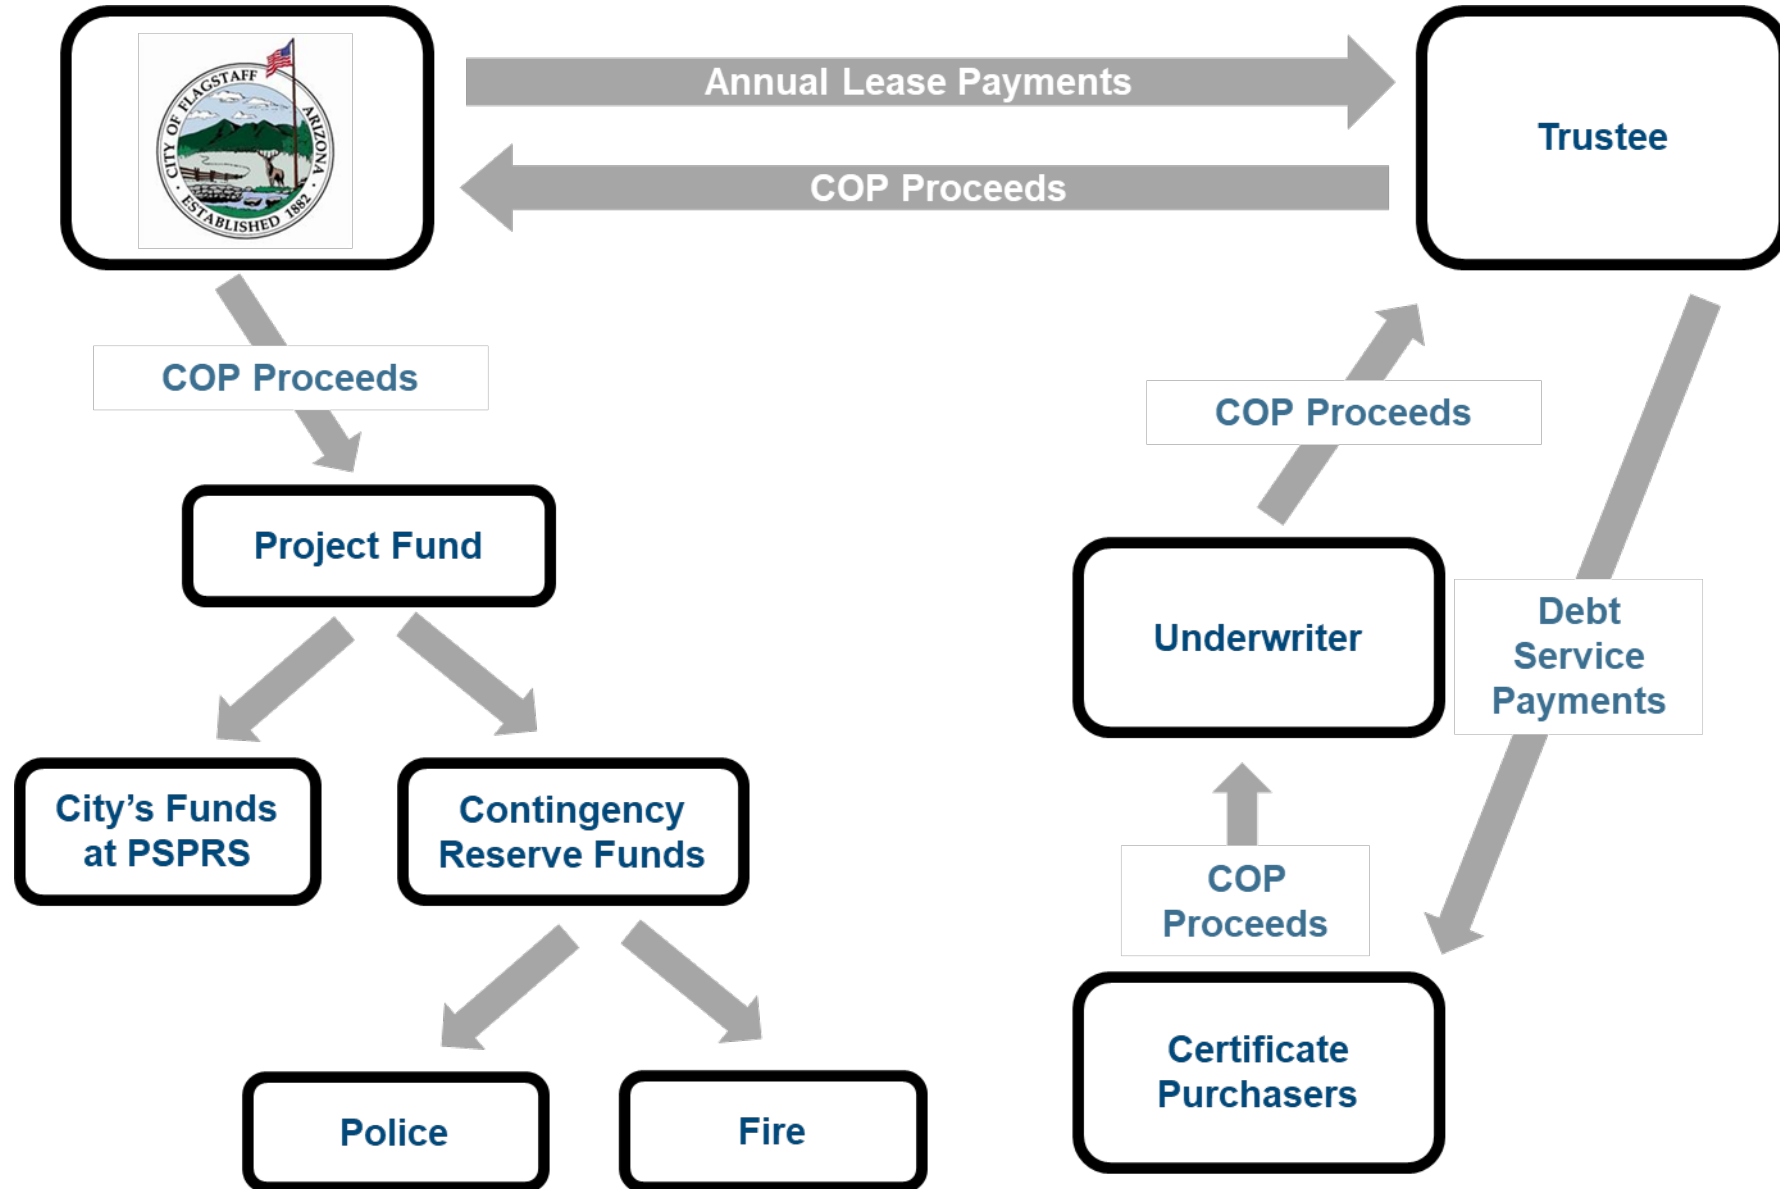 CITY OF FLAGSTAFF
ARIZONA
ESTABLISHED 1882
Annual Lease Payments
COP Proceeds
Trustee
COP Proceeds
COP Proceeds
Project Fund
Underwriter
Debt
Service
Payments
City’s Funds
at PSPRS
Contingency
Reserve Funds
COP
Proceeds
Certificate
Purchasers
Police
Fire